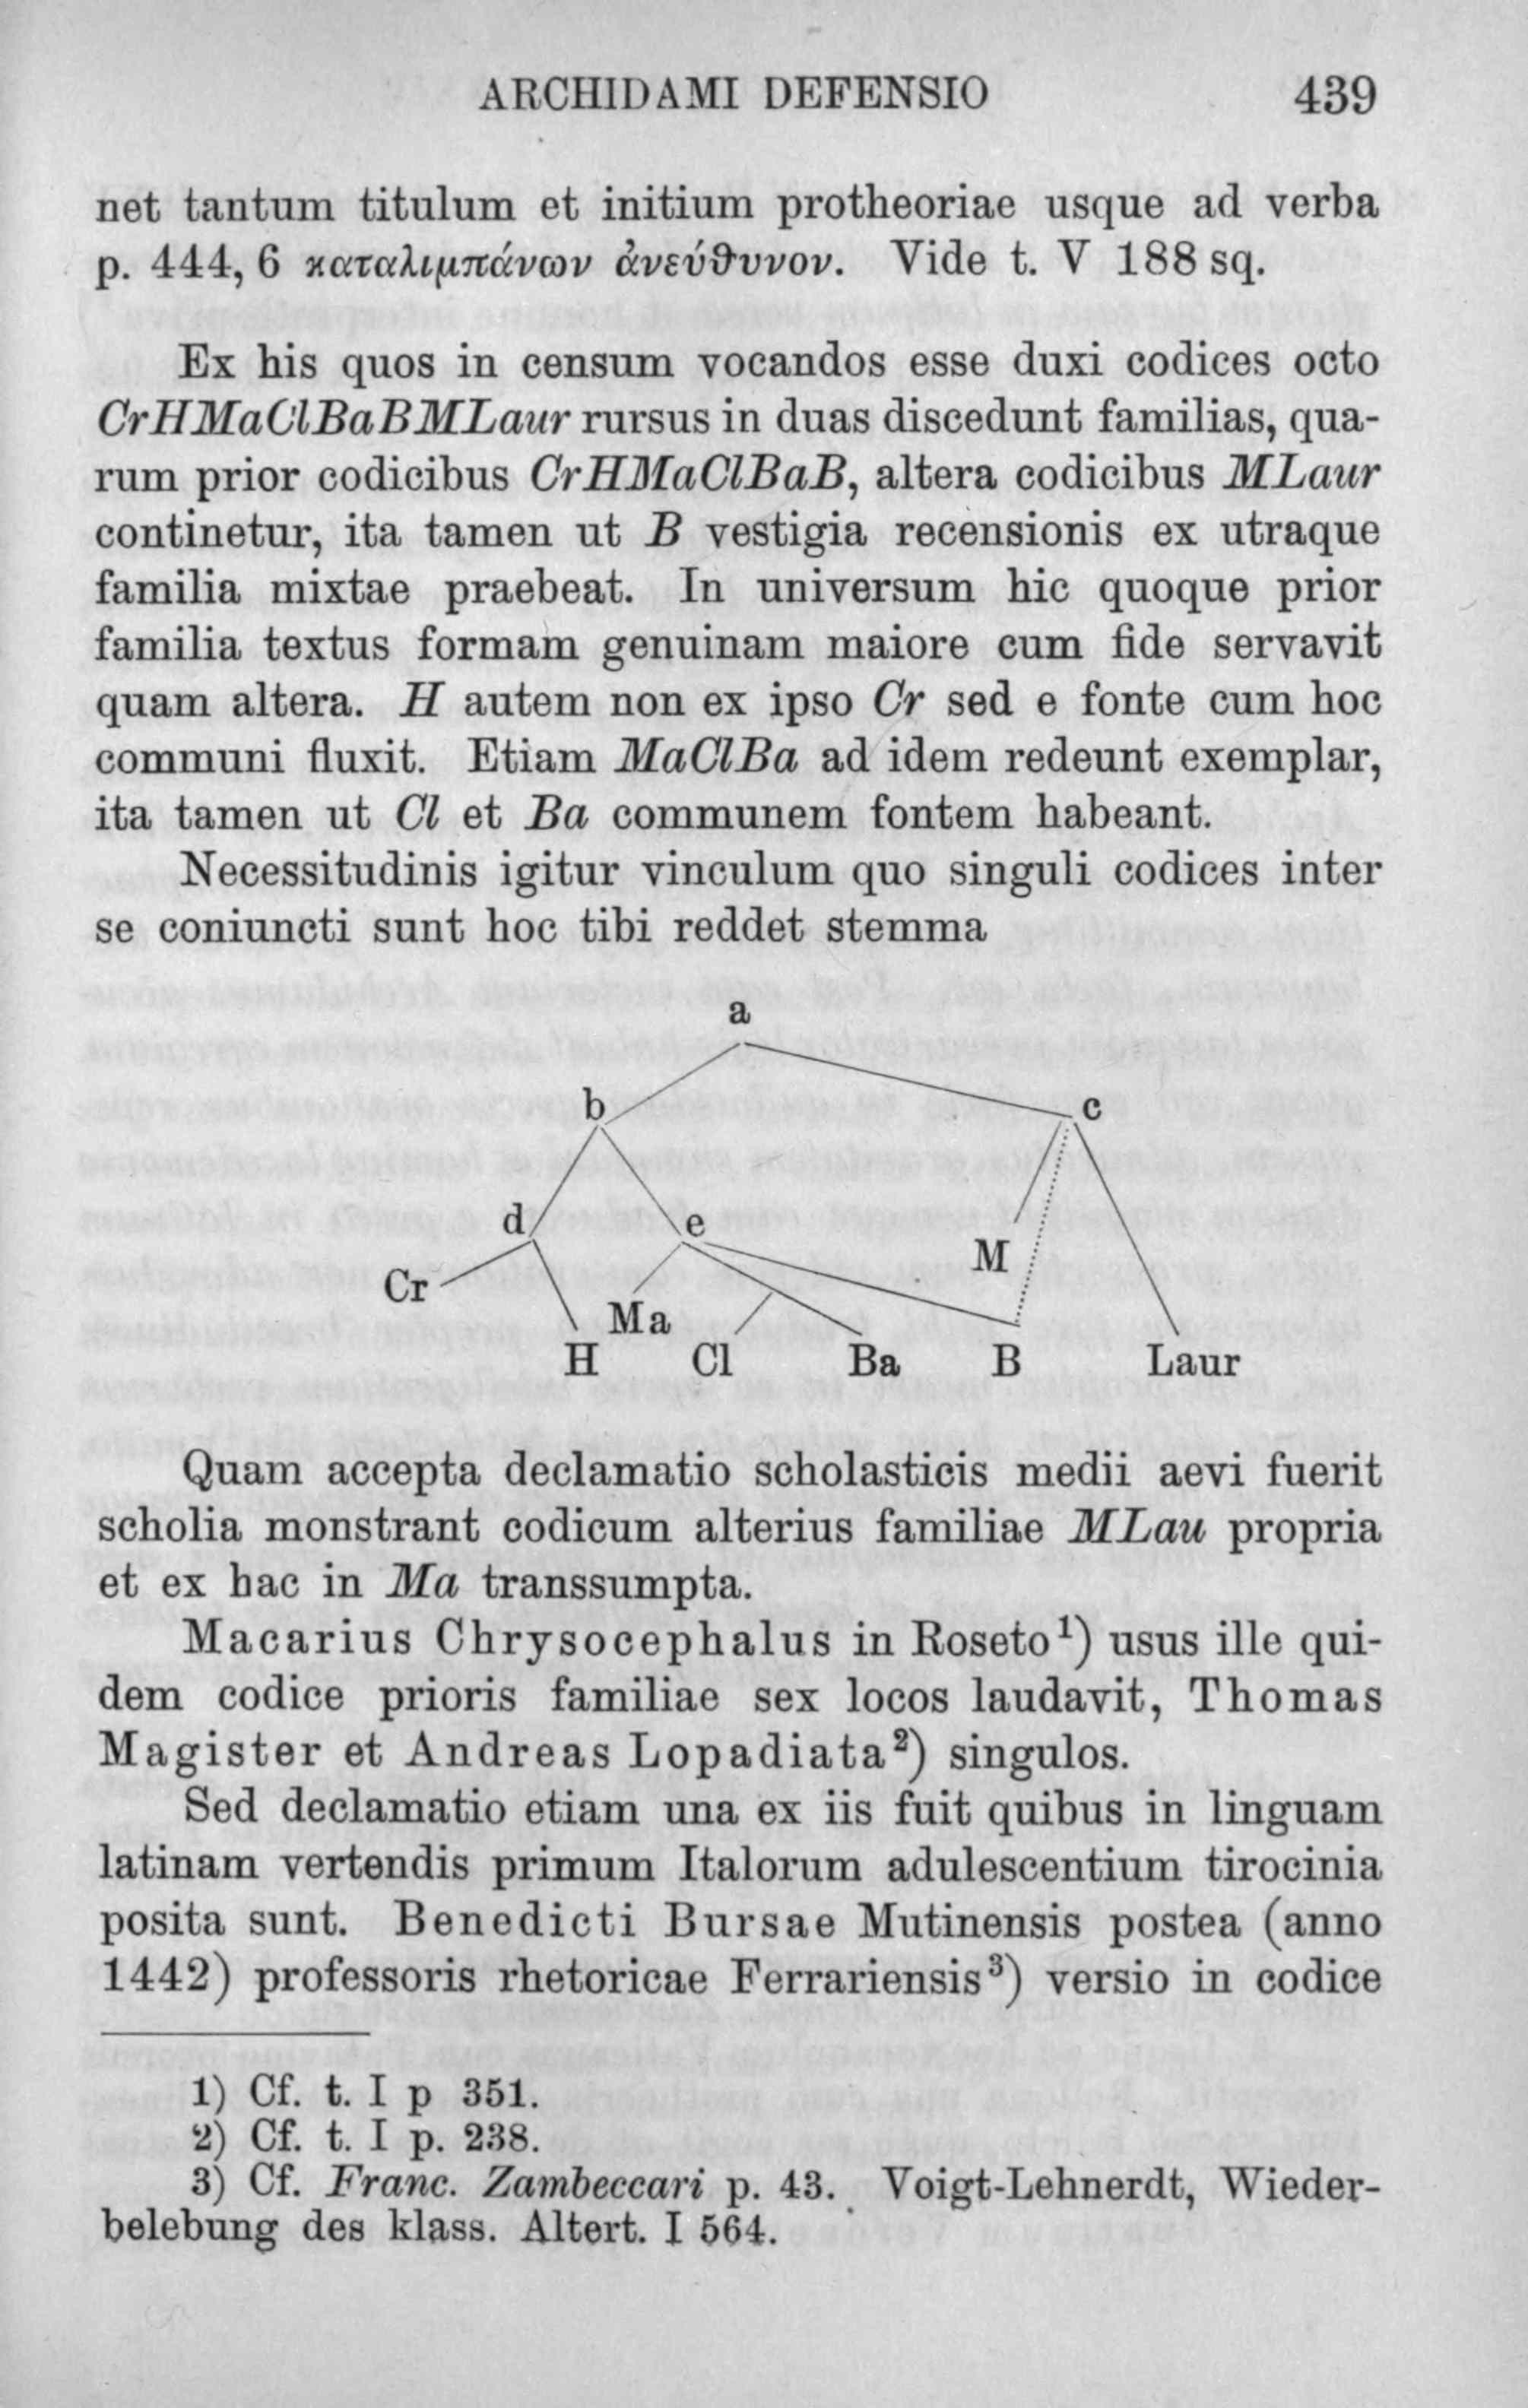 ARCHIDAMI DEFENSIO 439
net tantum titulum et initium protheoriae usque ad verba
p. 444, 6 καταλιμπάνων ἀνεύϑυνον. Vide t. V 188 sq.
Ex his quos in censum vocandos esse duxi codices octo
CrHMaClBaBMLaur rursus in duas discedunt familias, qua-
rum prior codicibus CrHMaClBaB, altera codicibus MLaur
continetur, ita tamen ut B vestigia recensionis ex utraque
familia mixtae praebeat. In universum hic quoque prior
familia textus formam genuinam maiore cum fide servavit
quam altera. H autem non ex ipso Cr sed e fonte cum hoc
communi fluxit. Etiam MaClBa ad idem redeunt exemplar,
ita tamen ut Cl et Ba communem fontem habeant.
Necessitudinis igitur vinculum quo singuli codices inter
se coniuncti sunt hoc tibi reddet stemma
a
b c
d e
M
Cr
Ma
H Cl Ba B Laur
Quam accepta declamatio scholasticis medii aevi fuerit
scholia monstrant codicum alterius familiae MLau propria
et ex hac in Ma transsumpta.
Macarius Chrysocephalus in Roseto¹) usus ille qui-
dem codice prioris familiae sex locos laudavit, Thomas
Magister et Andreas Lopadiata²) singulos.
Sed declamatio etiam una ex iis fuit quibus in linguam
latinam vertendis primum Italorum adulescentium tirocinia
posita sunt. Benedicti Bursae Mutinensis postea (anno
1442) professoris rhetoricae Ferrariensis³) versio in codice
1) Cf. t. I p 351.
2) Cf. t. I p. 238.
3) Cf. Franc. Zambeccari p. 43. Voigt-Lehnerdt, Wieder-
belebung des klass. Altert. I 564.